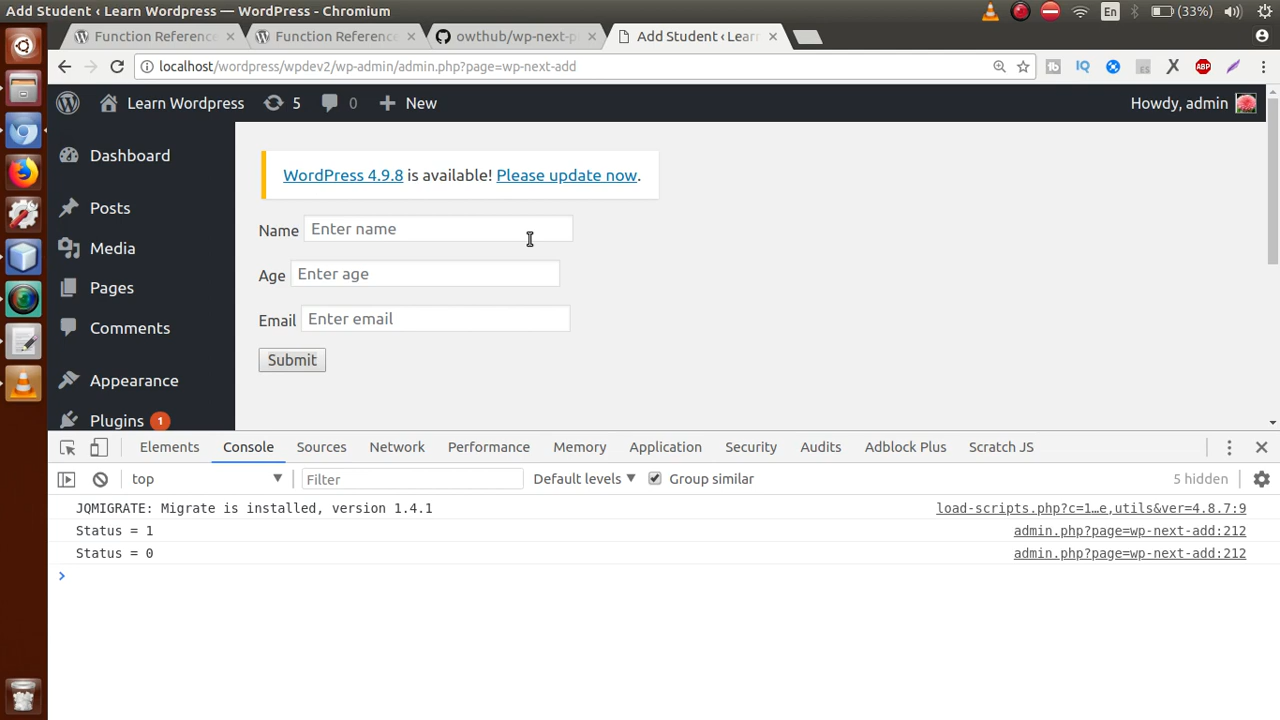 Add Student ‹ Learn Wordpress — WordPress - Chromium
En (33%)
Function Reference
Function Reference
owthub/wp-next-p
Add Student ‹ Learn
localhost/wordpress/wpdev2/wp-admin/admin.php?page=wp-next-add
Learn Wordpress 5 0 New Howdy, admin
Dashboard
Posts
Media
Pages
Comments
Appearance
Plugins 1
WordPress 4.9.8 is available! Please update now.
Name Enter name
Age Enter age
Email Enter email
Submit
Elements Console Sources Network Performance Memory Application Security Audits Adblock Plus Scratch JS
top Filter Default levels ▼ Group similar 5 hidden
JQMIGRATE: Migrate is installed, version 1.4.1 load-scripts.php?c=1…e,utils&ver=4.8.7:9
Status = 1 admin.php?page=wp-next-add:212
Status = 0 admin.php?page=wp-next-add:212